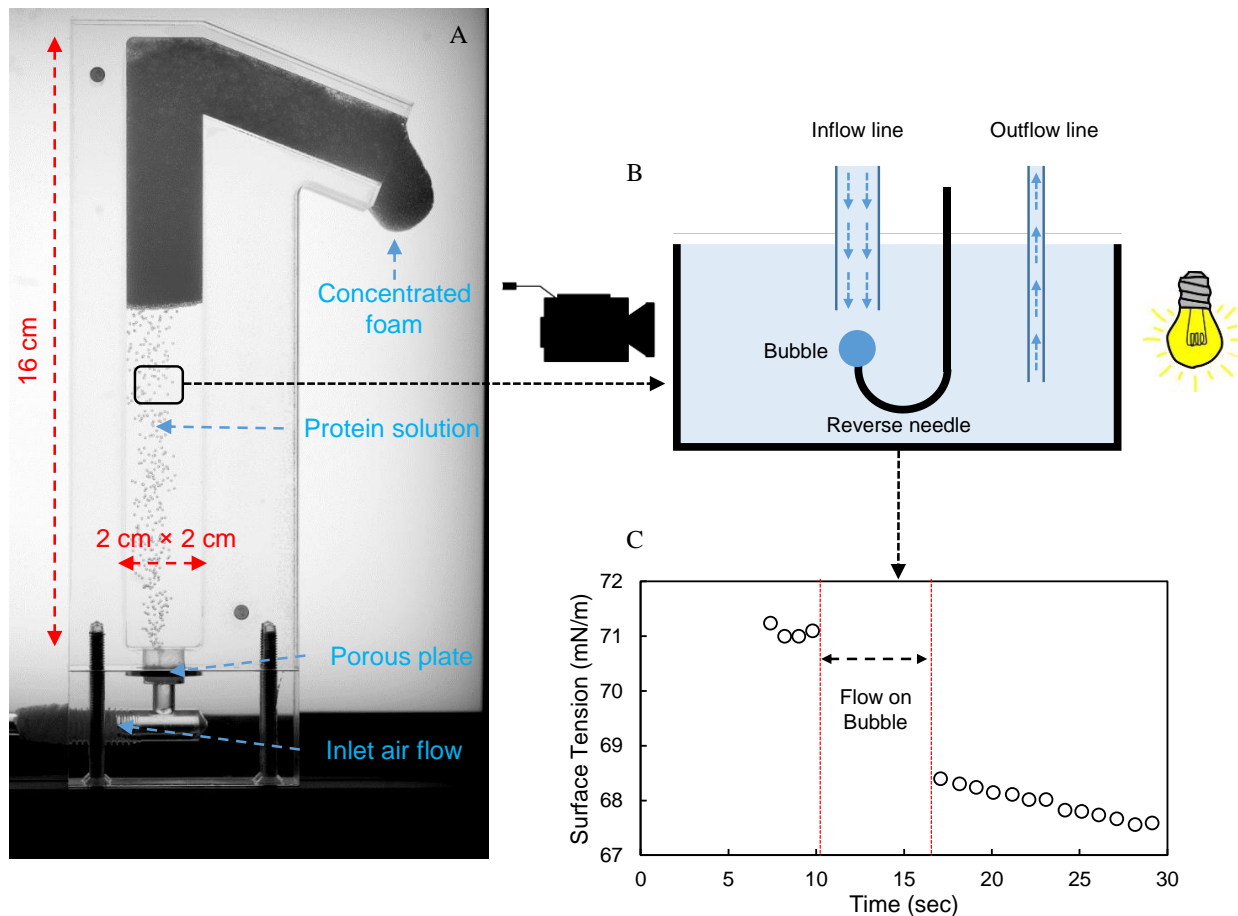 A
16 cm
Concentrated
foam
Protein solution
2 cm × 2 cm
Porous plate
Inlet air flow
B
Inflow line
Outflow line
Bubble
Reverse needle
C
Surface Tension (mN/m)
72
71
70
69
68
67
Flow on
Bubble
0
5
10
15
20
25
30
Time (sec)